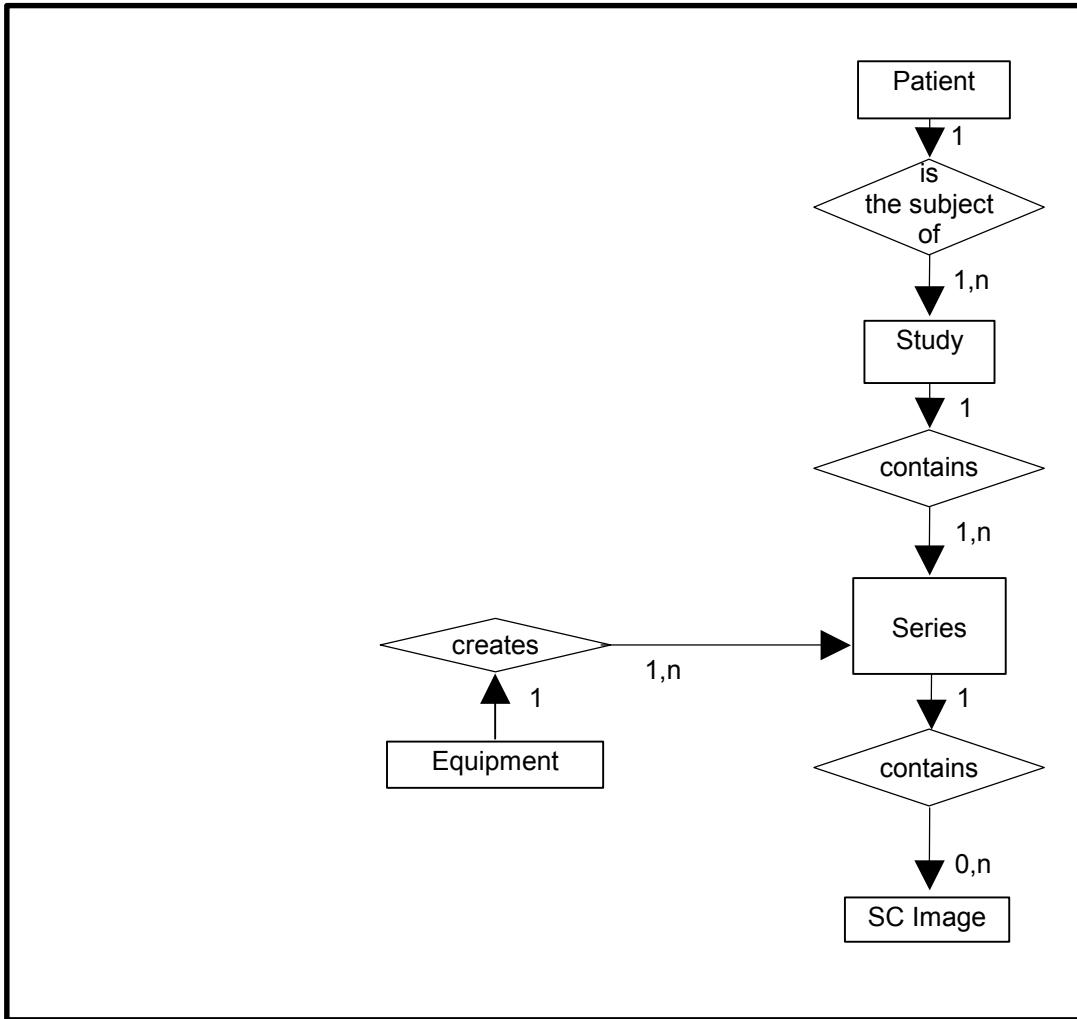 Patient
1
is
the subject
of
1,n
Study
1
contains
1,n
Series
creates
1,n
1
1
Equipment
contains
0,n
SC Image